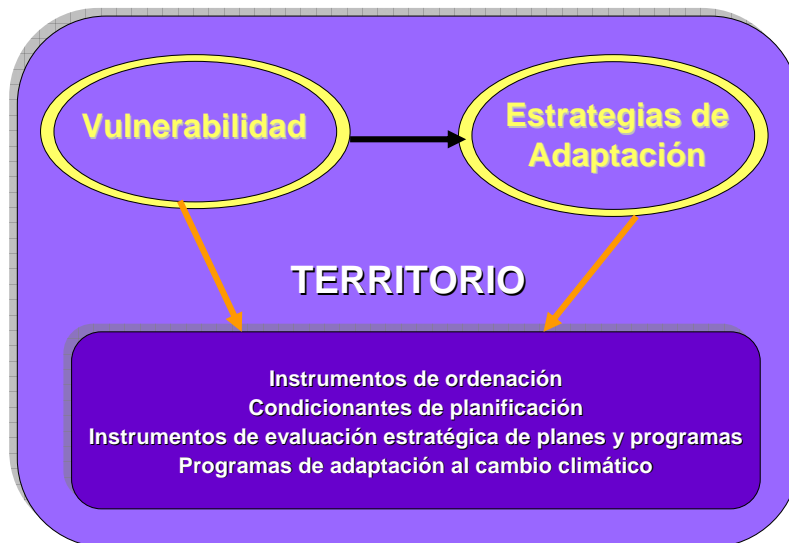 Vulnerabilidad
Estrategias de
Adaptación
TERRITORIO
Instrumentos de ordenación
Condicionantes de planificación
Instrumentos de evaluación estratégica de planes y programas
Programas de adaptación al cambio climático